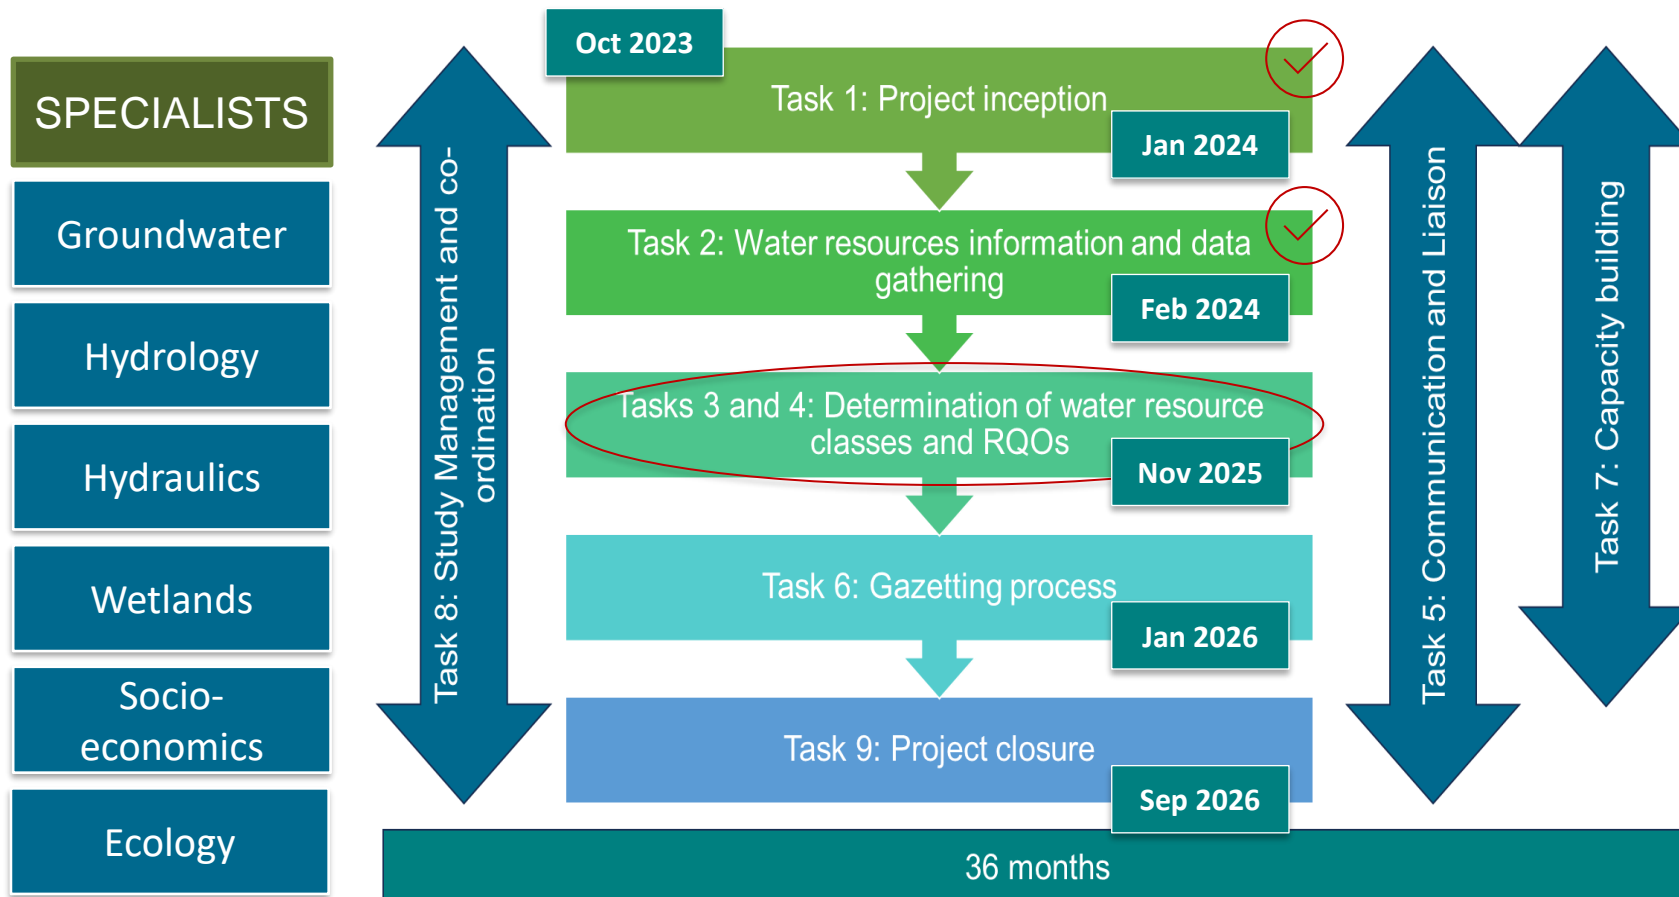 SPECIALISTS
Groundwater
Hydrology
Hydraulics
Wetlands
Socio-
economics
Ecology
Task 8: Study Management and co-
ordination
Oct 2023
Task 1: Project inception
Jan 2024
Task 2: Water resources information and data
gathering
Feb 2024
Tasks 3 and 4: Determination of water resource
classes and RQOs
Nov 2025
Task 6: Gazetting process
Jan 2026
Task 9: Project closure
Sep 2026
36 months
Task 5: Communication and Liaison
Task 7: Capacity building